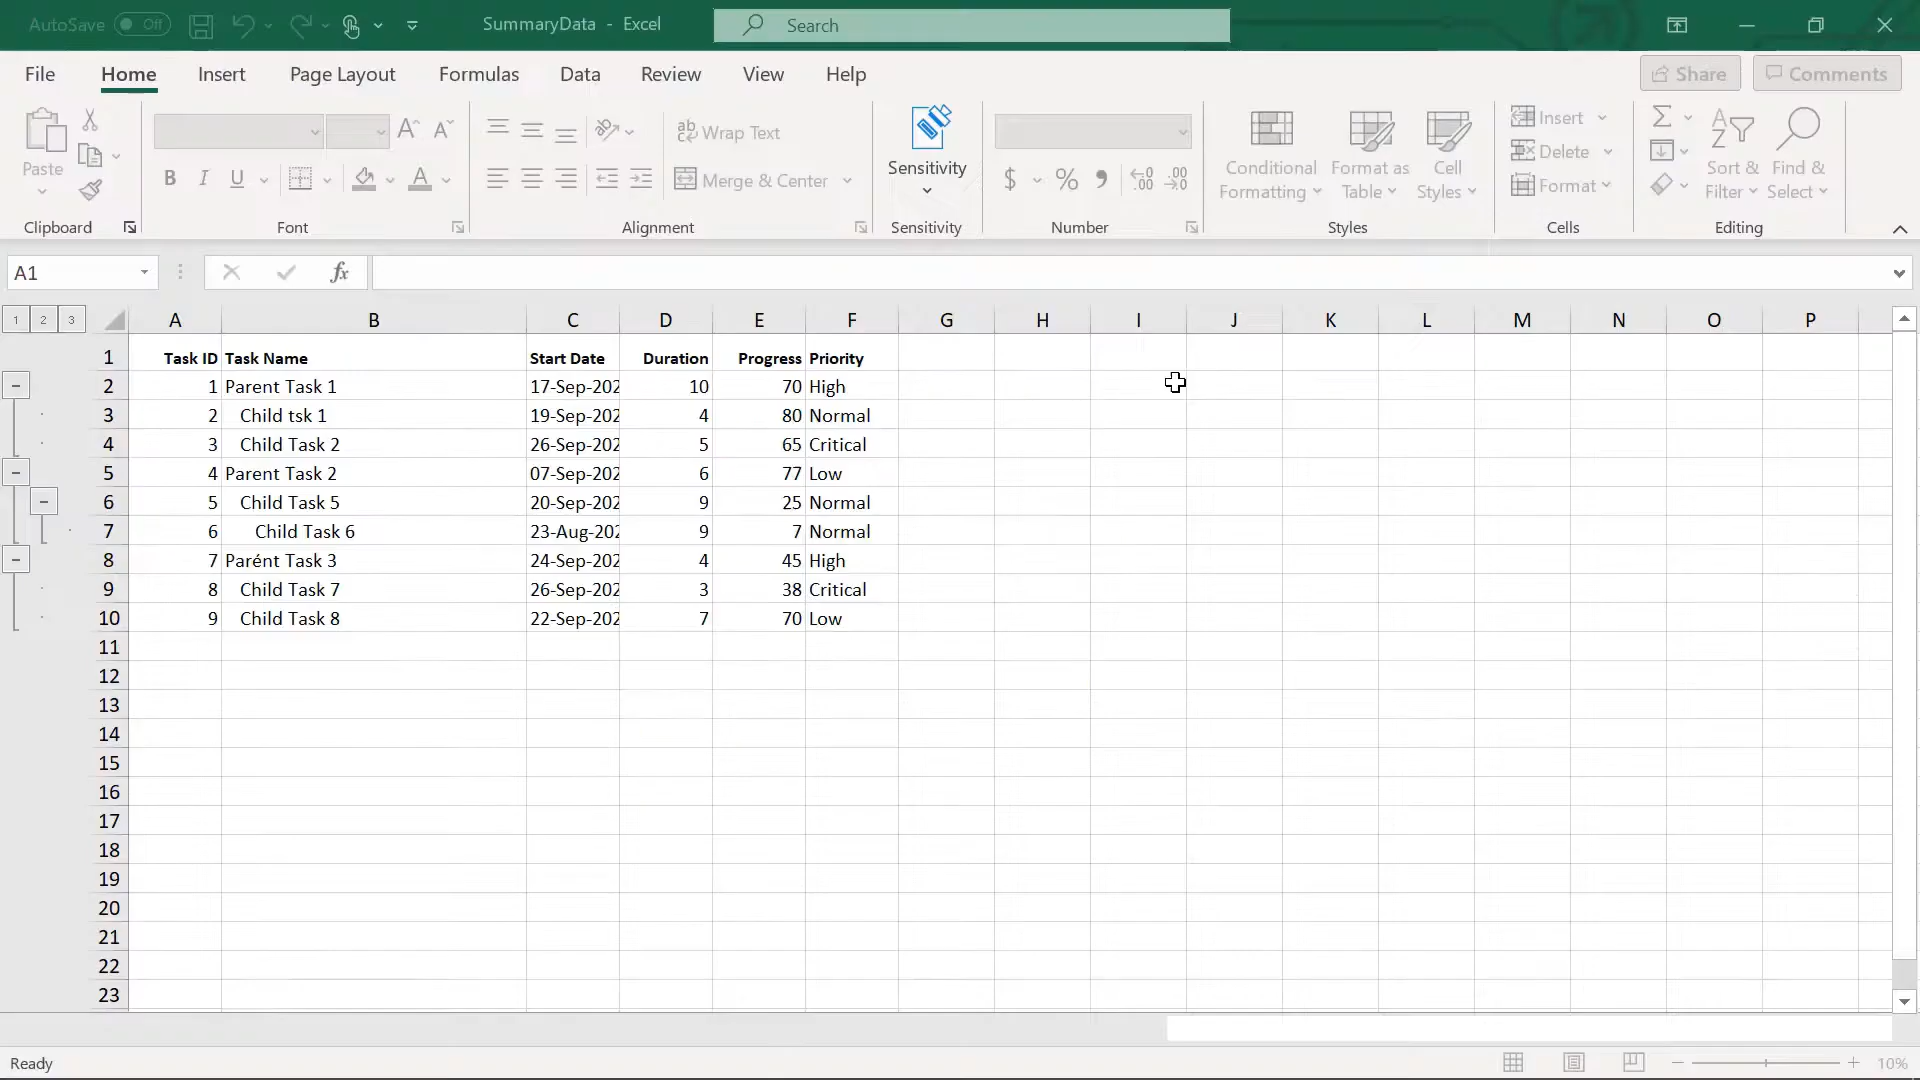 AutoSave Off SummaryData - Excel Search
File Home Insert Page Layout Formulas Data Review View Help Share Comments
Paste
B I U A
ab Wrap Text
Merge & Center
Sensitivity
$ % 9 .00
Conditional Formatting
Format as Table
Cell Styles
Insert
Delete
Format
Sort & Filter
Find & Select
Clipboard Font Alignment Sensitivity Number Styles Cells Editing
A1 fx
1 2 3 A B C D E F G H I J K L M N O P
1 Task ID Task Name Start Date Duration Progress Priority
2 1 Parent Task 1 17-Sep-202 10 70 High
3 2 Child tsk 1 19-Sep-202 4 80 Normal
4 3 Child Task 2 26-Sep-202 5 65 Critical
5 4 Parent Task 2 07-Sep-202 6 77 Low
6 5 Child Task 5 20-Sep-202 9 25 Normal
7 6 Child Task 6 23-Aug-202 9 7 Normal
8 7 Parént Task 3 24-Sep-202 4 45 High
9 8 Child Task 7 26-Sep-202 3 38 Critical
10 9 Child Task 8 22-Sep-202 7 70 Low
11
12
13
14
15
16
17
18
19
20
21
22
23
Ready 10%